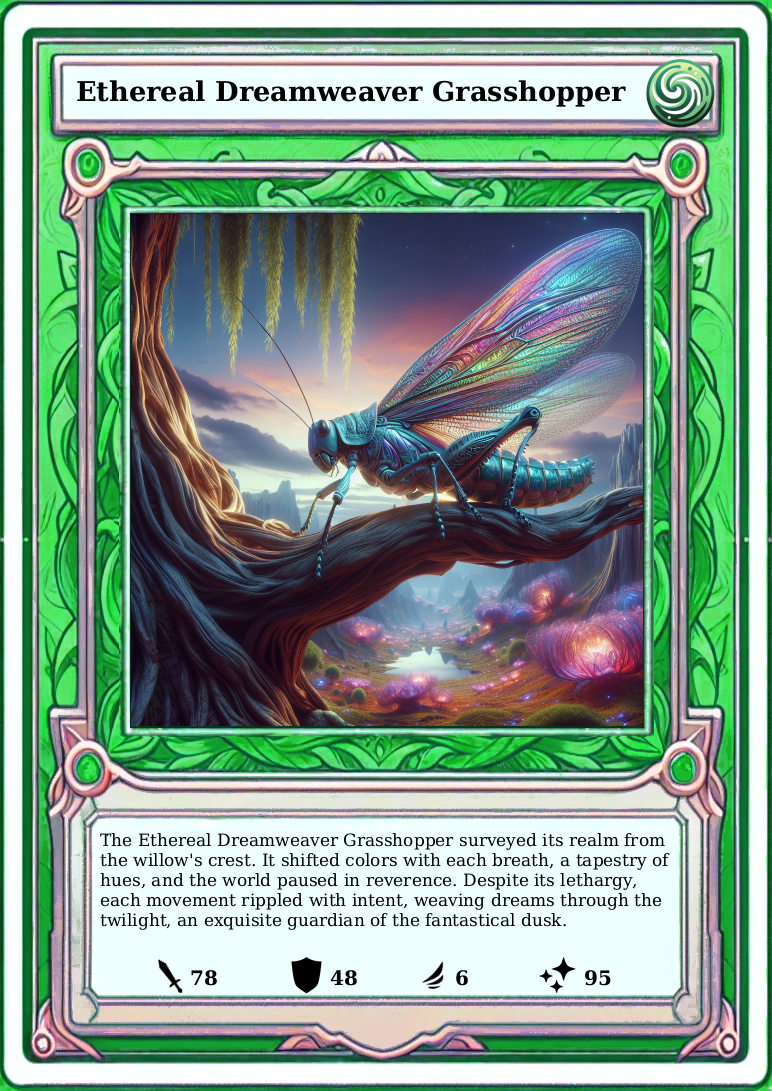 Ethereal Dreamweaver Grasshopper
The Ethereal Dreamweaver Grasshopper surveyed its realm from
the willow's crest. It shifted colors with each breath, a tapestry of
hues, and the world paused in reverence. Despite its lethargy,
each movement rippled with intent, weaving dreams through the
twilight, an exquisite guardian of the fantastical dusk.
78 48 6 95